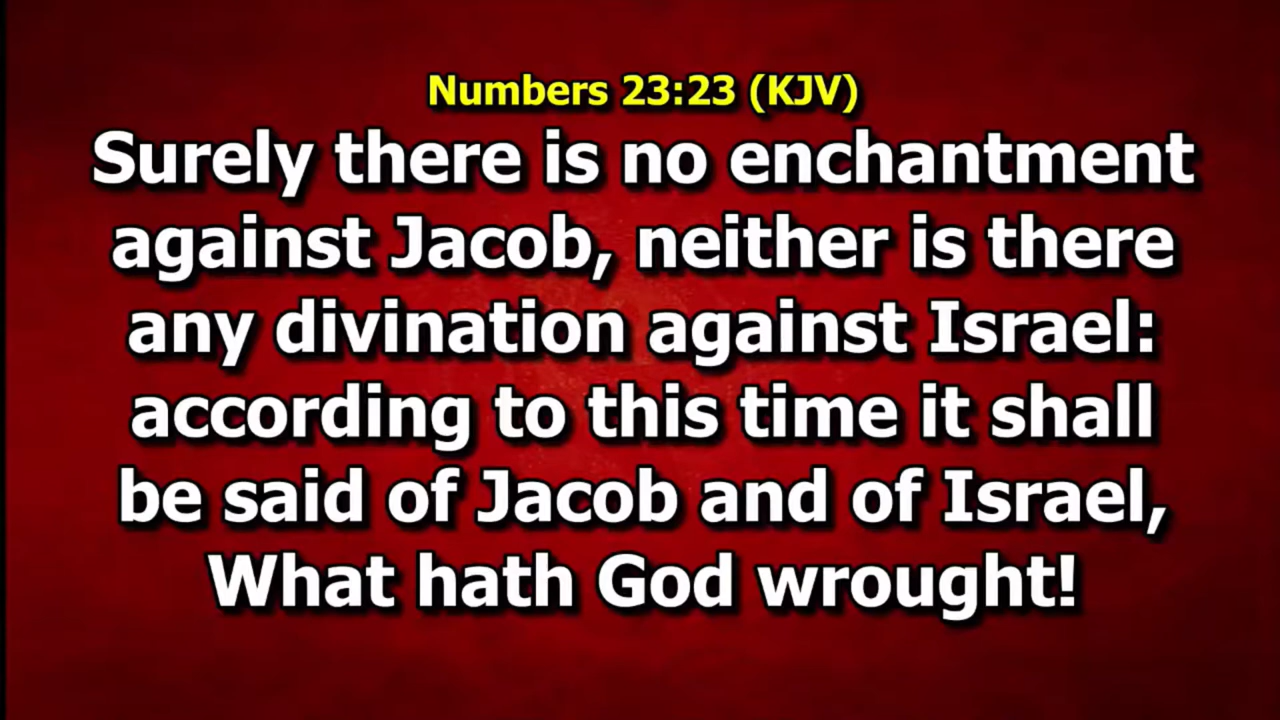 Numbers 23:23 (KJV)
Surely there is no enchantment
against Jacob, neither is there
any divination against Israel:
according to this time it shall
be said of Jacob and of Israel,
What hath God wrought!